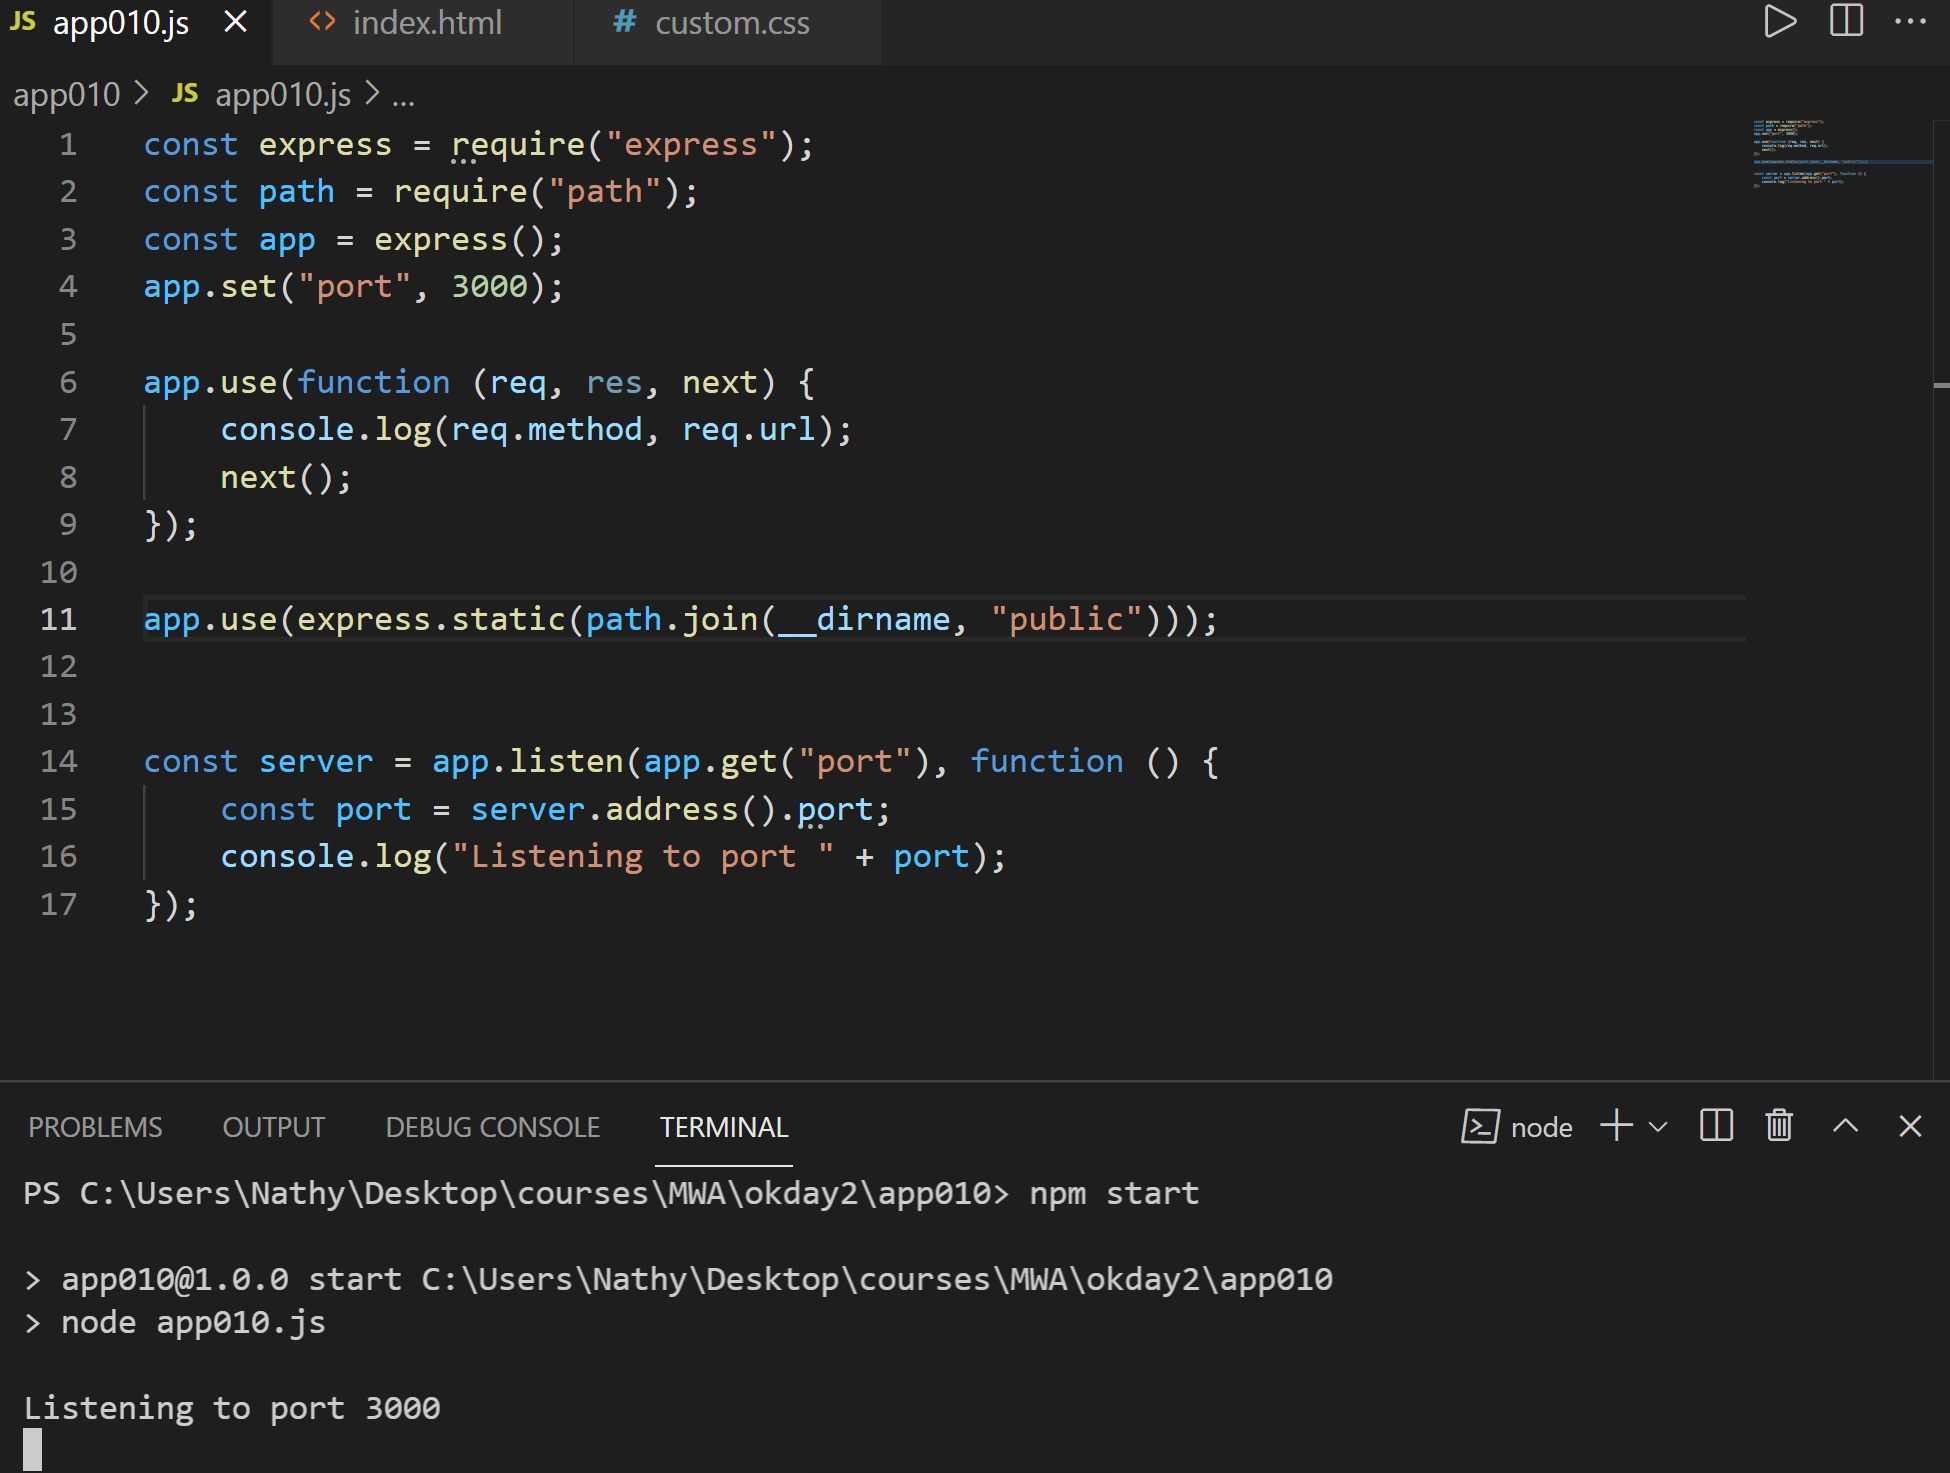 JS app010.js index.html # custom.css
app010 > JS app010.js > ...
1 const express = require("express");
2 const path = require("path");
3 const app = express();
4 app.set("port", 3000);
5
6 app.use(function (req, res, next) {
7 console.log(req.method, req.url);
8 next();
9 });
10
11 app.use(express.static(path.join(__dirname, "public")));
12
13
14 const server = app.listen(app.get("port"), function () {
15 const port = server.address().port;
16 console.log("Listening to port " + port);
17 });
PROBLEMS OUTPUT DEBUG CONSOLE TERMINAL node
PS C:\Users\Nathy\Desktop\courses\MWA\okday2\app010> npm start
> app010@1.0.0 start C:\Users\Nathy\Desktop\courses\MWA\okday2\app010
> node app010.js
Listening to port 3000